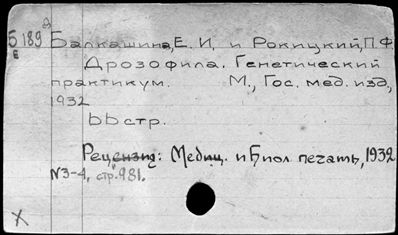 Б 189 Балкашина, Е. И. и Рокицкий, П.Ф.
Е
Дрозофила. Генетический
практикум. М., Гос. мед. изд.,
1932
ЬЬ стр.
Рецензия: Медиц. и биол. печать, 1932
№3-4, стр. 981.
X